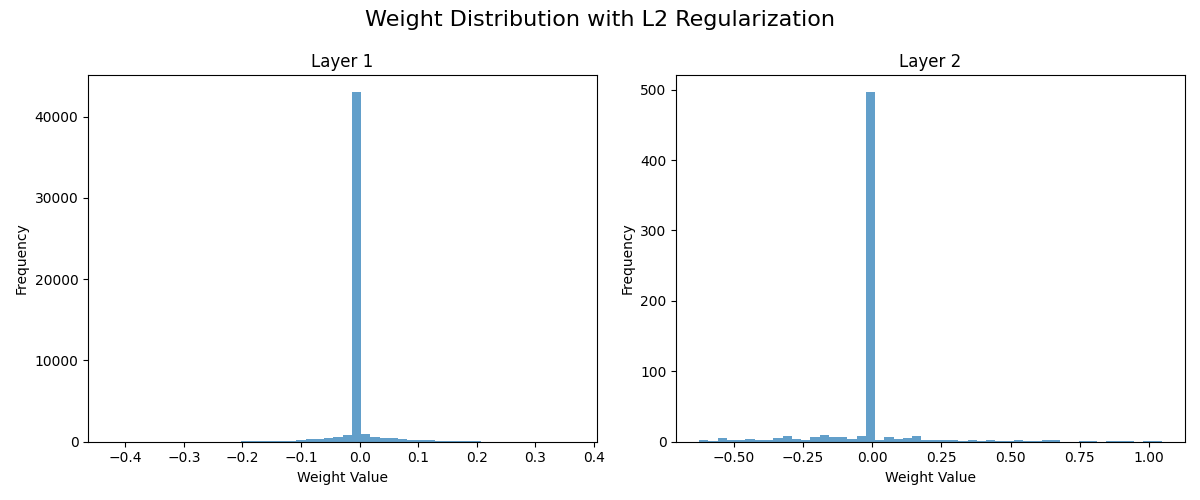 Weight Distribution with L2 Regularization
Layer 1
Frequency
40000
30000
20000
10000
0
−0.4 −0.3 −0.2 −0.1 0.0 0.1 0.2 0.3 0.4
Weight Value
Layer 2
Frequency
500
400
300
200
100
0
−0.50 −0.25 0.00 0.25 0.50 0.75 1.00
Weight Value